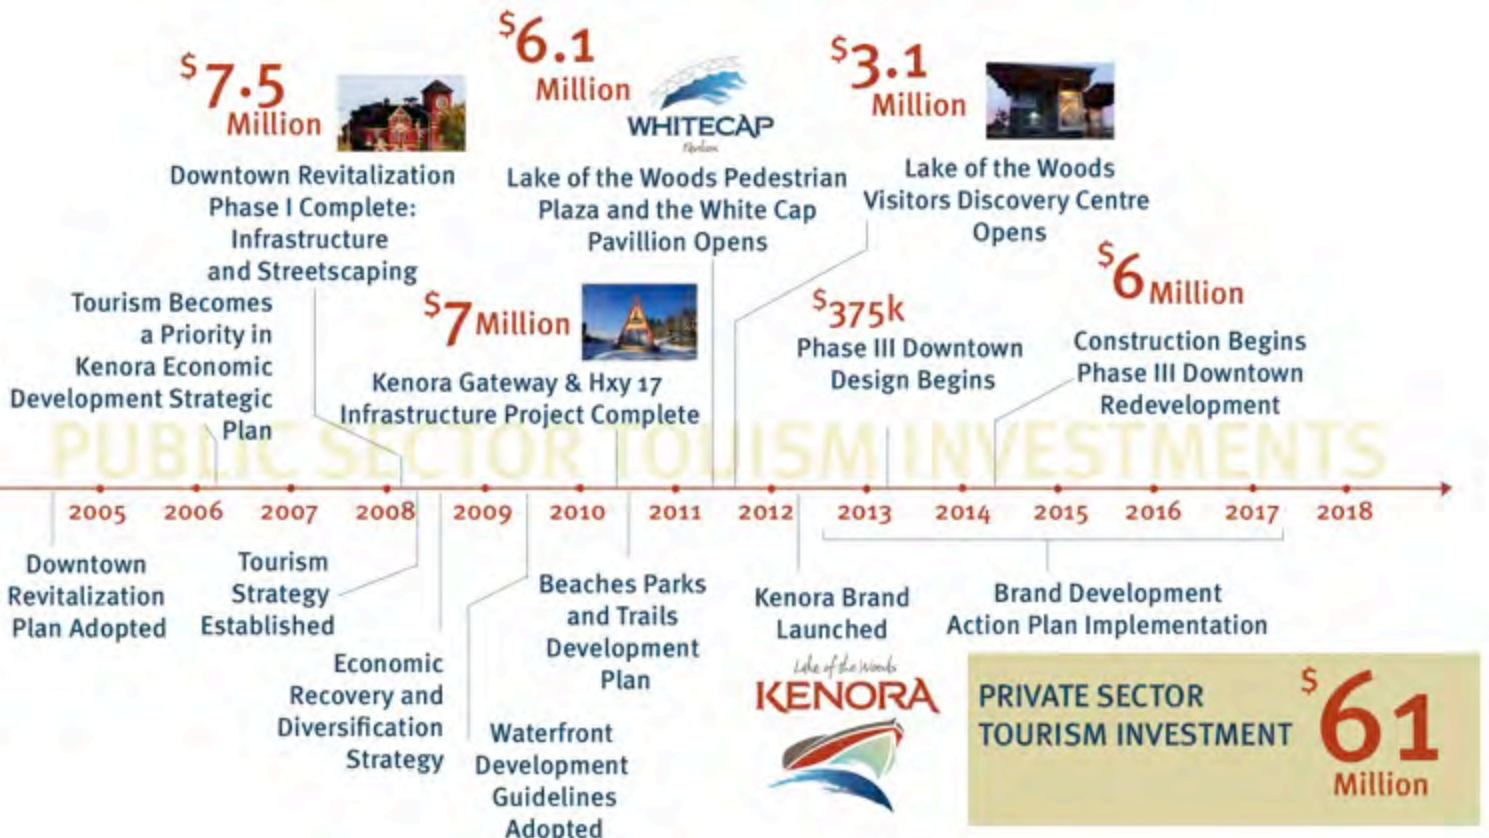 $7.5
Million
Downtown Revitalization
Phase I Complete:
Infrastructure
and Streetscaping
$6.1
Million
WHITECAP
Pavilion
Lake of the Woods Pedestrian
Plaza and the White Cap
Pavillion Opens
$3.1
Million
Lake of the Woods
Visitors Discovery Centre
Opens
Tourism Becomes
a Priority in
Kenora Economic
Development Strategic
Plan
$7 Million
Kenora Gateway & Hxy 17
Infrastructure Project Complete
$375k
Phase III Downtown
Design Begins
$6 Million
Construction Begins
Phase III Downtown
Redevelopment
PUBLIC SECTOR TOUISM INVESTMENTS
2005 2006 2007 2008 2009 2010 2011 2012 2013 2014 2015 2016 2017 2018
Downtown
Revitalization
Plan Adopted
Tourism
Strategy
Established
Economic
Recovery and
Diversification
Strategy
Waterfront
Development
Guidelines
Adopted
Beaches Parks
and Trails
Development
Plan
Kenora Brand
Launched
Lake of the Woods
KENORA
Brand Development
Action Plan Implementation
PRIVATE SECTOR
TOURISM INVESTMENT
$61
Million